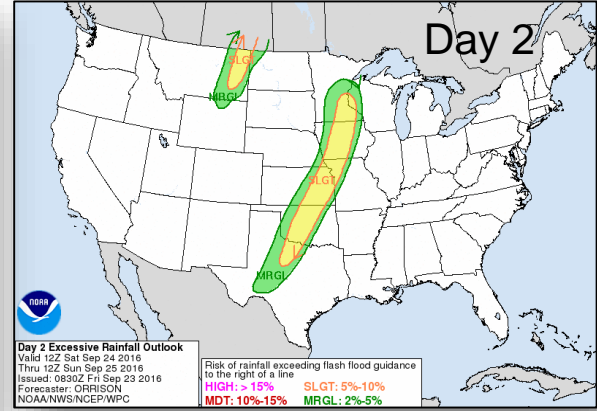 Day 2
SLGT
MRGL
SLGT
MRGL
NOAA
Day 2 Excessive Rainfall Outlook
Valid 12Z Sat Sep 24 2016
Thru 12Z Sun Sep 25 2016
Issued: 0830Z Fri Sep 23 2016
Forecaster: ORRISON
NOAA/NWS/NCEP/WPC
Risk of rainfall exceeding flash flood guidance
to the right of a line
HIGH: > 15% SLGT: 5%-10%
MDT: 10%-15% MRGL: 2%-5%